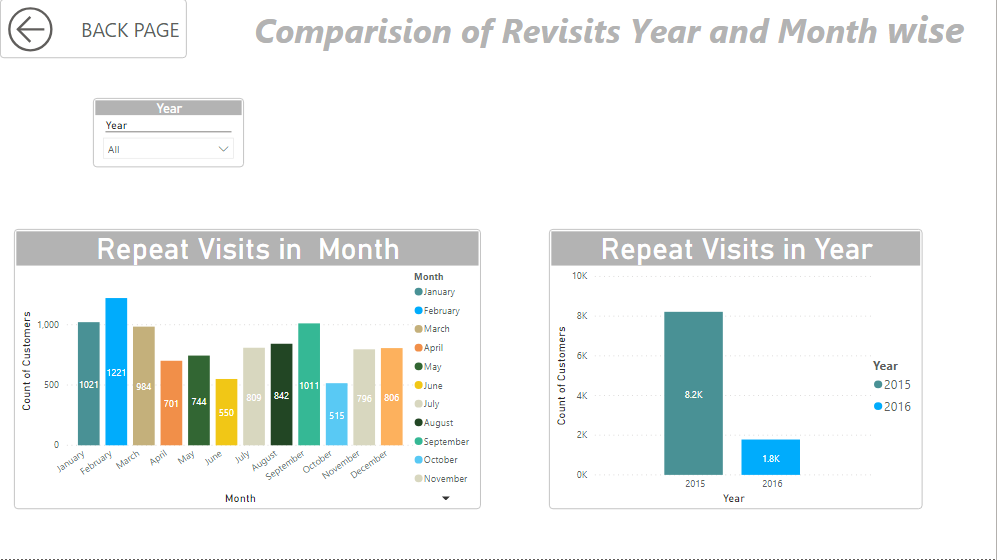 BACK PAGE
Comparision of Revisits Year and Month wise
Year
Year
All
Repeat Visits in Month
Count of Customers
1,000
500
0
1021
1221
984
701
744
550
809
842
1011
515
796
806
January
February
March
April
May
June
July
August
September
October
November
December
Month
Month
January
February
March
April
May
June
July
August
September
October
November
Repeat Visits in Year
Count of Customers
10K
8K
6K
4K
2K
0K
8.2K
1.8K
2015
2016
Year
Year
2015
2016